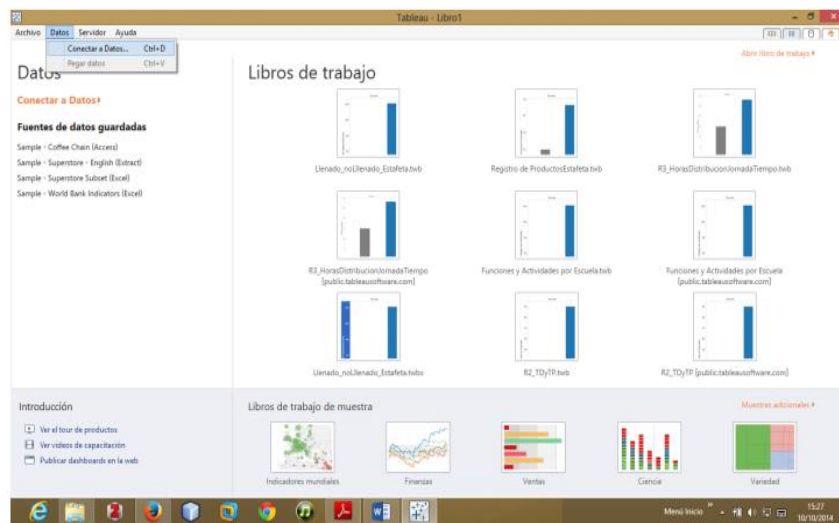 Tableau - Libro1
Archivo Datos Servidor Ayuda
Conectar a Datos... Ctrl+D
Pegar datos Ctrl+V
Abrir libro de trabajo
Datos
Conectar a Datos
Fuentes de datos guardadas
Sample - Coffee Chain (Access)
Sample - Superstore - English (Extract)
Sample - Superstore Subset (Excel)
Sample - World Bank Indicators (Excel)
Libros de trabajo
Llenado_noLlenado_Estafeta.twb
Registro de ProductosEstafeta.twb
R3_HorasDistribucionJornadaTiempo.twb
R3_HorasDistribucionJornadaTiempo
[public.tableausoftware.com]
Funciones y Actividades por Escuela.twb
Funciones y Actividades por Escuela
[public.tableausoftware.com]
Llenado_noLlenado_Estafeta.twbx
R2_TDyTP.twb
R2_TDyTP [public.tableausoftware.com]
Introducción
Ver el tour de productos
Ver videos de capacitación
Publicar dashboards en la web
Libros de trabajo de muestra
Muestras adicionales
Indicadores mundiales
Finanzas
Ventas
Ciencia
Variedad
Menú Inicio
15:27
10/10/2014